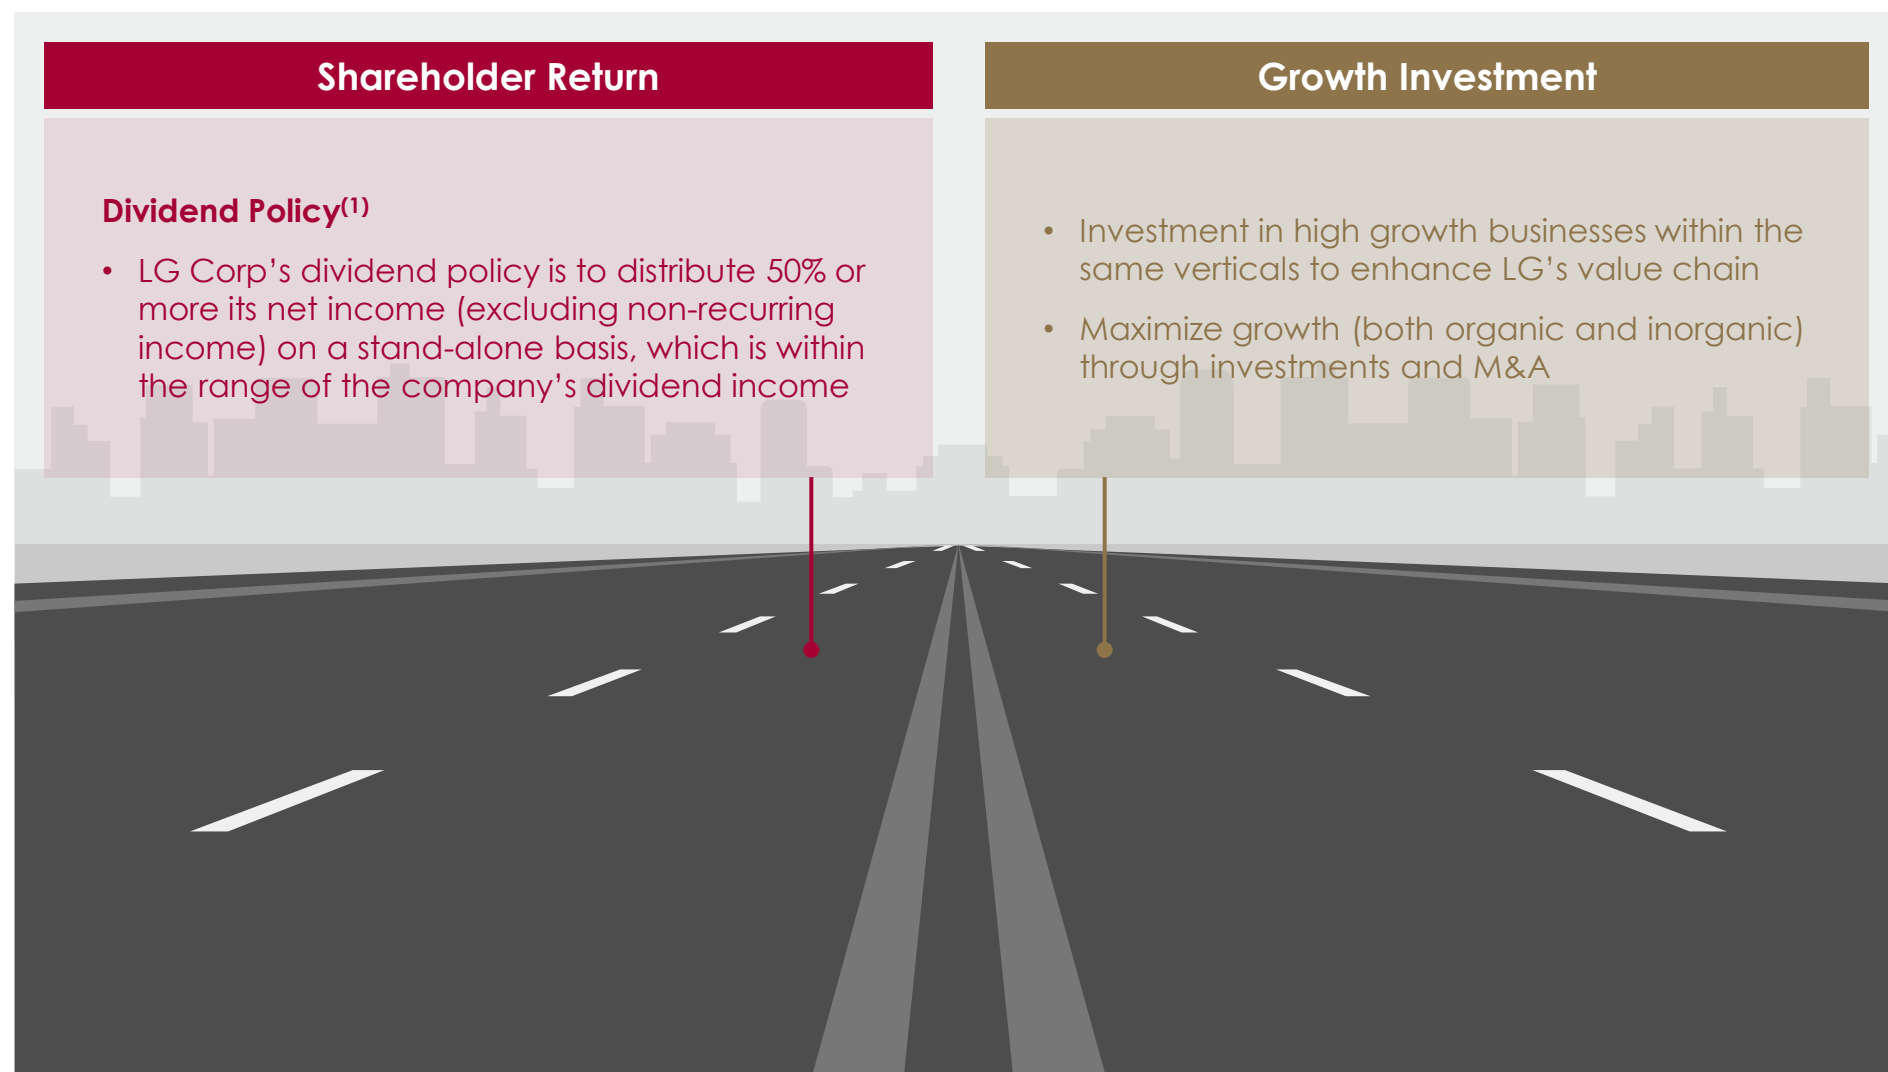 Shareholder Return
Dividend Policy(1)
• LG Corp’s dividend policy is to distribute 50% or
more its net income (excluding non-recurring
income) on a stand-alone basis, which is within
the range of the company’s dividend income
Growth Investment
• Investment in high growth businesses within the
same verticals to enhance LG’s value chain
• Maximize growth (both organic and inorganic)
through investments and M&A